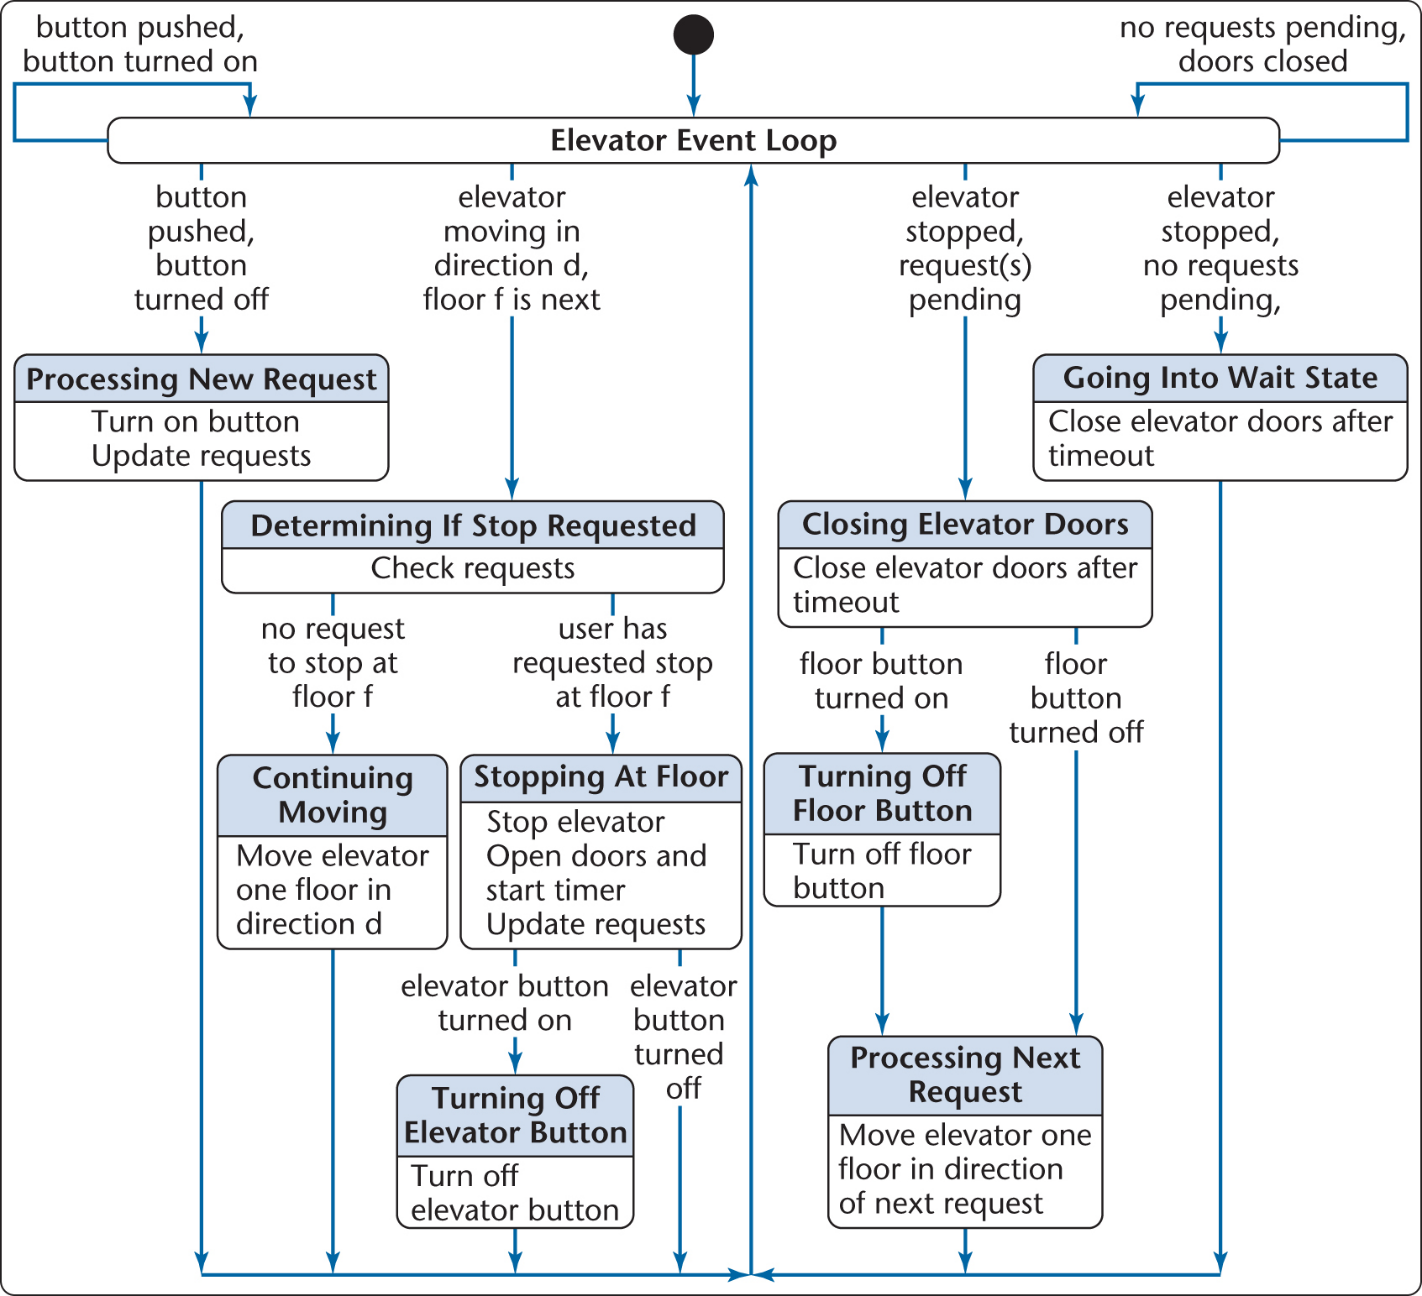 button pushed,
button turned on
no requests pending,
doors closed
Elevator Event Loop
button
pushed,
button
turned off
elevator
moving in
direction d,
floor f is next
elevator
stopped,
request(s)
pending
elevator
stopped,
no requests
pending,
Processing New Request
Turn on button
Update requests
Going Into Wait State
Close elevator doors after
timeout
Determining If Stop Requested
Check requests
Closing Elevator Doors
Close elevator doors after
timeout
no request
to stop at
floor f
user has
requested stop
at floor f
floor button
turned on
floor
button
turned off
Continuing
Moving
Move elevator
one floor in
direction d
Stopping At Floor
Stop elevator
Open doors and
start timer
Update requests
Turning Off
Floor Button
Turn off floor
button
elevator button
turned on
elevator
button
turned
off
Turning Off
Elevator Button
Turn off
elevator button
Processing Next
Request
Move elevator one
floor in direction
of next request